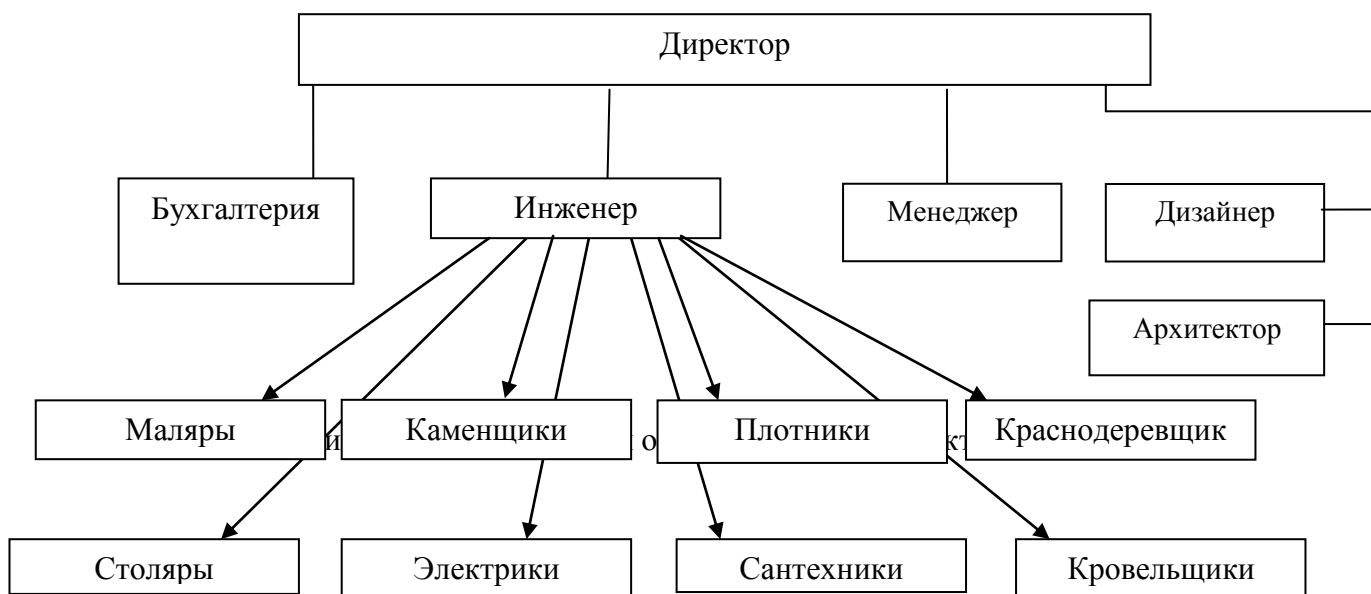 Директор
Бухгалтерия
Инженер
Менеджер
Дизайнер
Архитектор
Маляры
Каменщики
Плотники
Краснодеревщик
Столяры
Электрики
Сантехники
Кровельщики